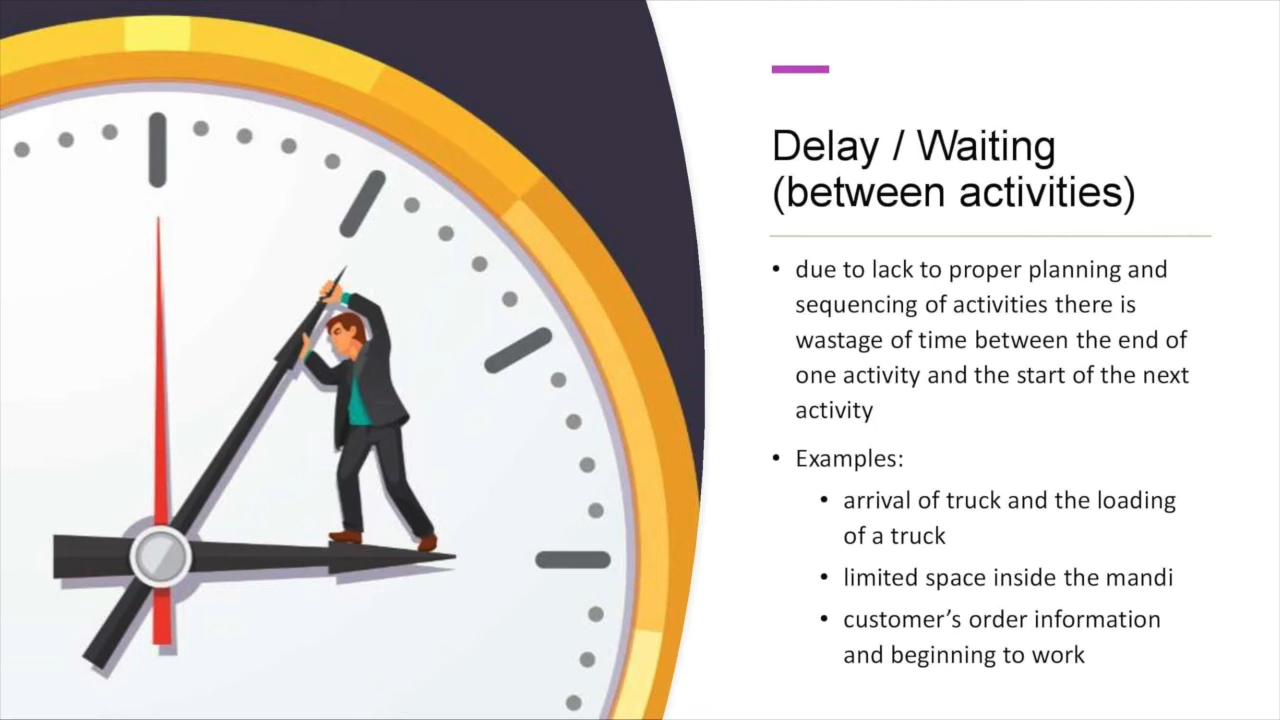 Delay / Waiting
(between activities)
• due to lack to proper planning and
sequencing of activities there is
wastage of time between the end of
one activity and the start of the next
activity
• Examples:
• arrival of truck and the loading
of a truck
• limited space inside the mandi
• customer’s order information
and beginning to work